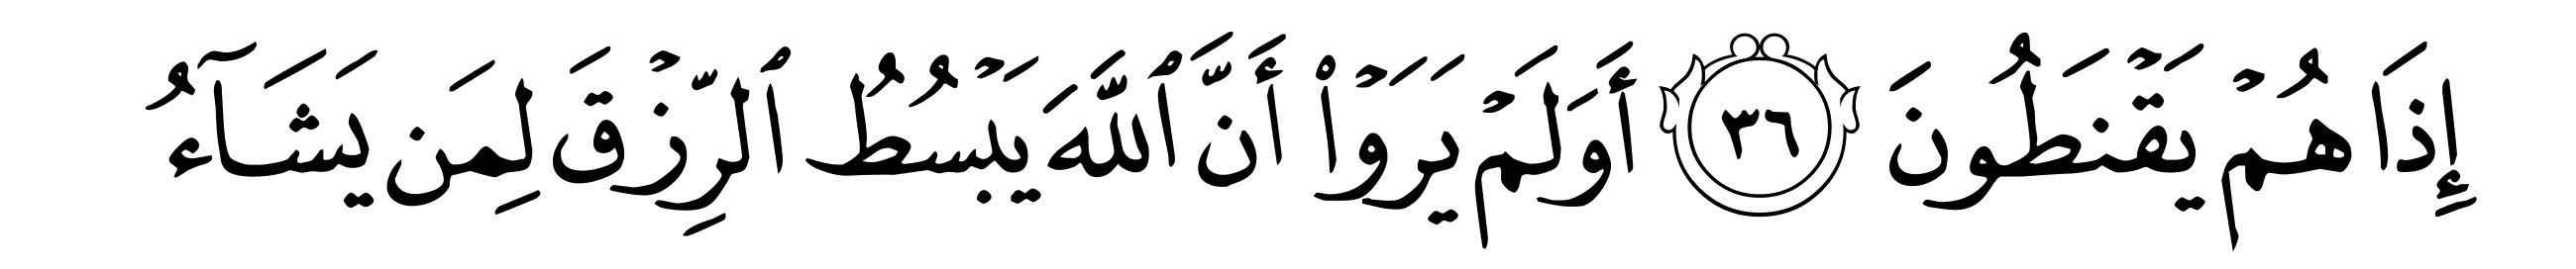 إِذَا هُمْ يَقْنَطُونَ ٣٦ أَوَلَمْ يَرَوْا۟ أَنَّ ٱللَّهَ يَبْسُطُ ٱلرِّزْقَ لِمَن يَشَآءُ